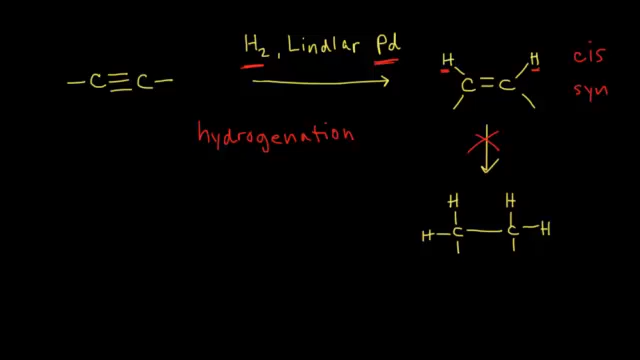 H2, Lindlar Pd
—C≡C—
H H
C=C
cis
syn
hydrogenation
H H
H—C—C—H